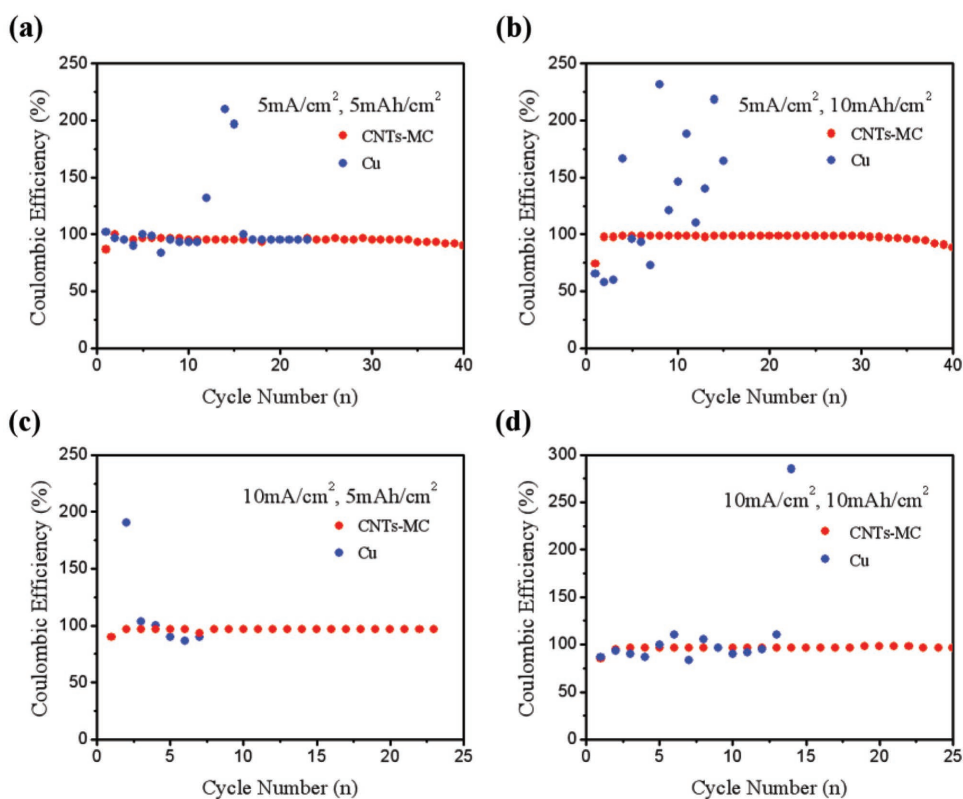 (a)
250
200
150
100
50
0
0 10 20 30 40
Coulombic Efficiency (%)
Cycle Number (n)
5mA/cm², 5mAh/cm²
CNTs-MC
Cu
(b)
250
200
150
100
50
0
0 10 20 30 40
Coulombic Efficiency (%)
Cycle Number (n)
5mA/cm², 10mAh/cm²
CNTs-MC
Cu
(c)
250
200
150
100
50
0
0 5 10 15 20 25
Coulombic Efficiency (%)
Cycle Number (n)
10mA/cm², 5mAh/cm²
CNTs-MC
Cu
(d)
300
250
200
150
100
50
0
0 5 10 15 20 25
Coulombic Efficiency (%)
Cycle Number (n)
10mA/cm², 10mAh/cm²
CNTs-MC
Cu